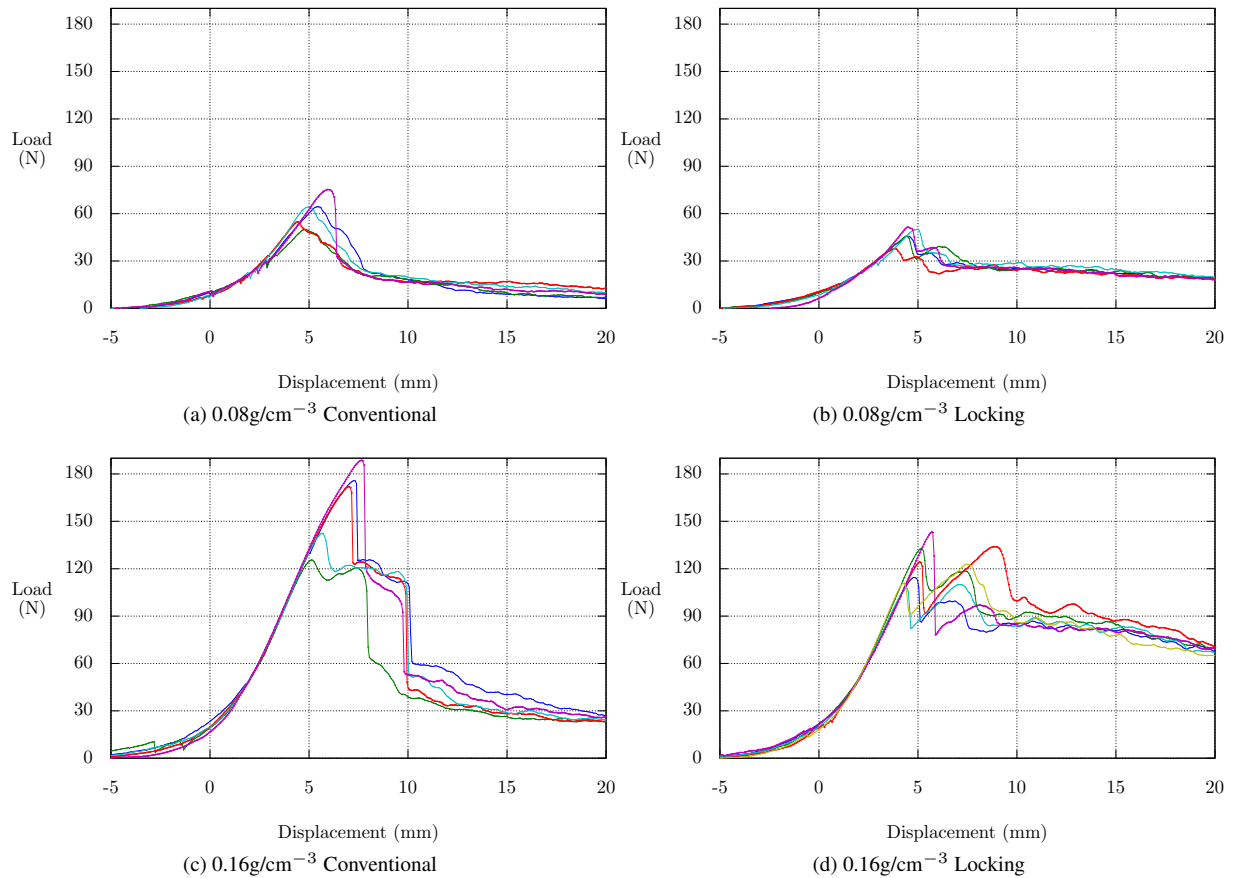 180
150
120
90
60
30
0
Load
(N)
-5 0 5 10 15 20
Displacement (mm)
(a) 0.08g/cm−3 Conventional
180
150
120
90
60
30
0
Load
(N)
-5 0 5 10 15 20
Displacement (mm)
(b) 0.08g/cm−3 Locking
180
150
120
90
60
30
0
Load
(N)
-5 0 5 10 15 20
Displacement (mm)
(c) 0.16g/cm−3 Conventional
180
150
120
90
60
30
0
Load
(N)
-5 0 5 10 15 20
Displacement (mm)
(d) 0.16g/cm−3 Locking